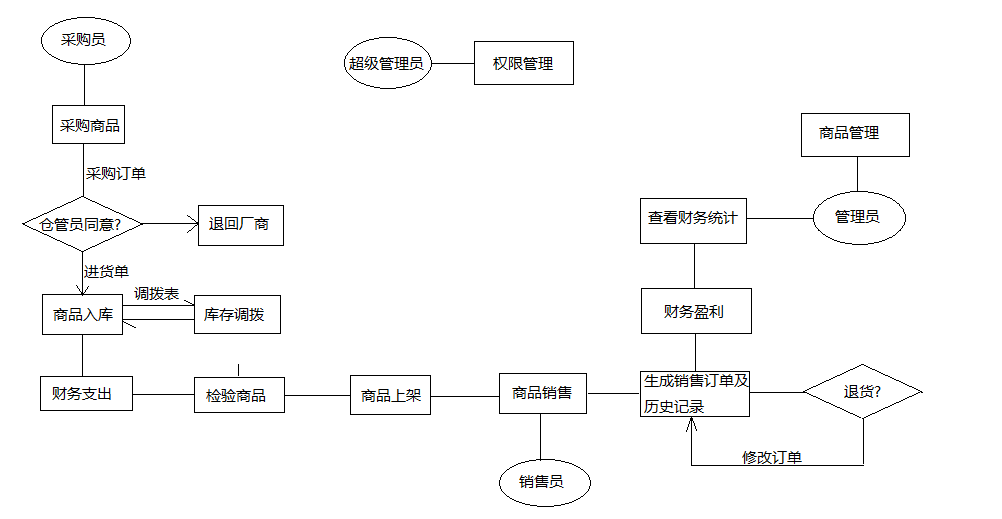 采购员
超级管理员
权限管理
采购商品
商品管理
采购订单
仓管员同意?
退回厂商
查看财务统计
管理员
进货单
调拨表
商品入库
库存调拨
财务盈利
财务支出
检验商品
商品上架
商品销售
生成销售订单及
历史记录
退货?
修改订单
销售员